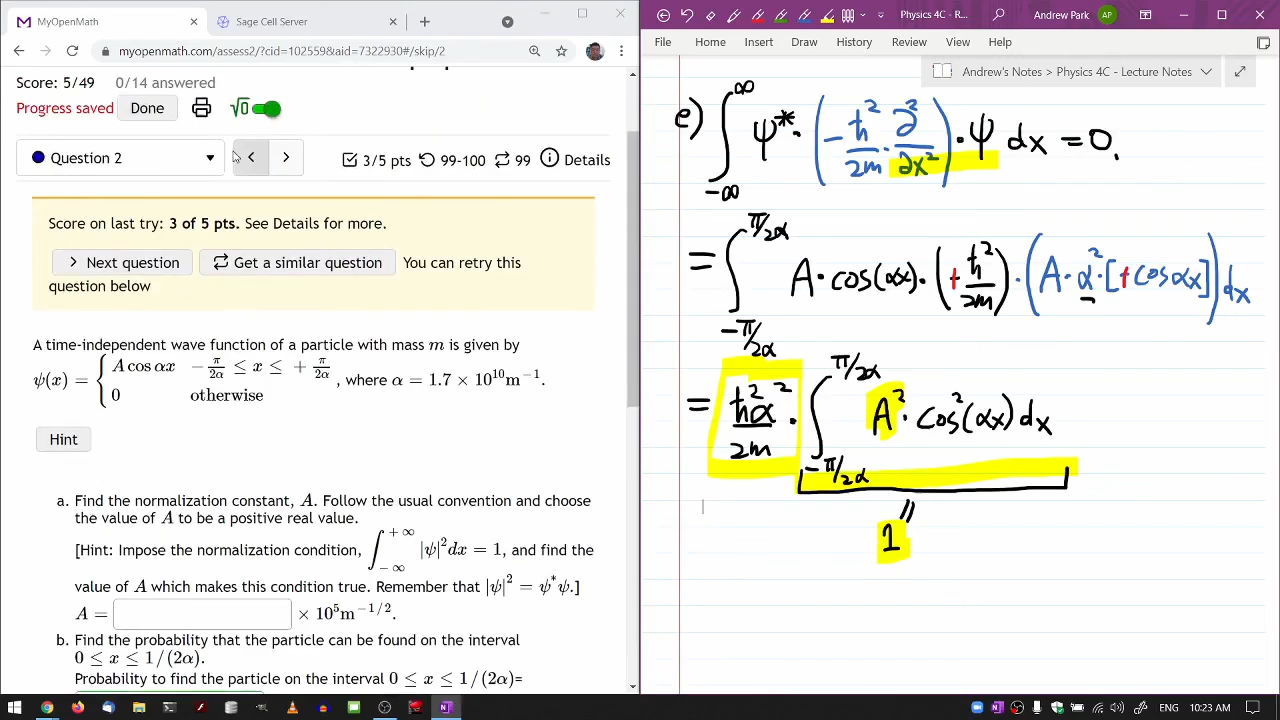 MyOpenMath
Sage Cell Server
Physics 4C - Le...
Andrew Park
AP
myopenmath.com/assess2/?cid=102559&aid=7322930#/skip/2
File Home Insert Draw History Review View Help
Andrew's Notes > Physics 4C - Lecture Notes
Score: 5/49 0/14 answered
Progress saved Done √0
Question 2 < > 3/5 pts 99-100 99 Details
Score on last try: 3 of 5 pts. See Details for more.
> Next question Get a similar question You can retry this
question below
A time-independent wave function of a particle with mass m is given by
ψ(x) = { A cos αx −π/2α ≤ x ≤ +π/2α
0 otherwise , where α = 1.7 × 10¹⁰m⁻¹.
Hint
a. Find the normalization constant, A. Follow the usual convention and choose
the value of A to be a positive real value.
[Hint: Impose the normalization condition, ∫_{−∞}^{+∞} |ψ|²dx = 1, and find the
value of A which makes this condition true. Remember that |ψ|² = ψ*ψ.]
A = × 10⁵m⁻¹/².
b. Find the probability that the particle can be found on the interval
0 ≤ x ≤ 1/(2α).
Probability to find the particle on the interval 0 ≤ x ≤ 1/(2α)=
e) ∫_{-∞}^{∞} ψ*·(-ħ²/2m · ∂²/∂x²)·ψ dx = 0.
= ∫_{-π/2α}^{π/2α} A·cos(αx)·(+ħ²/2m)·(A·α²·[+cosαx])dx
= ħ²α²/2m · ∫_{-π/2α}^{π/2α} A²·cos²(αx)dx
//
1
10:23 AM